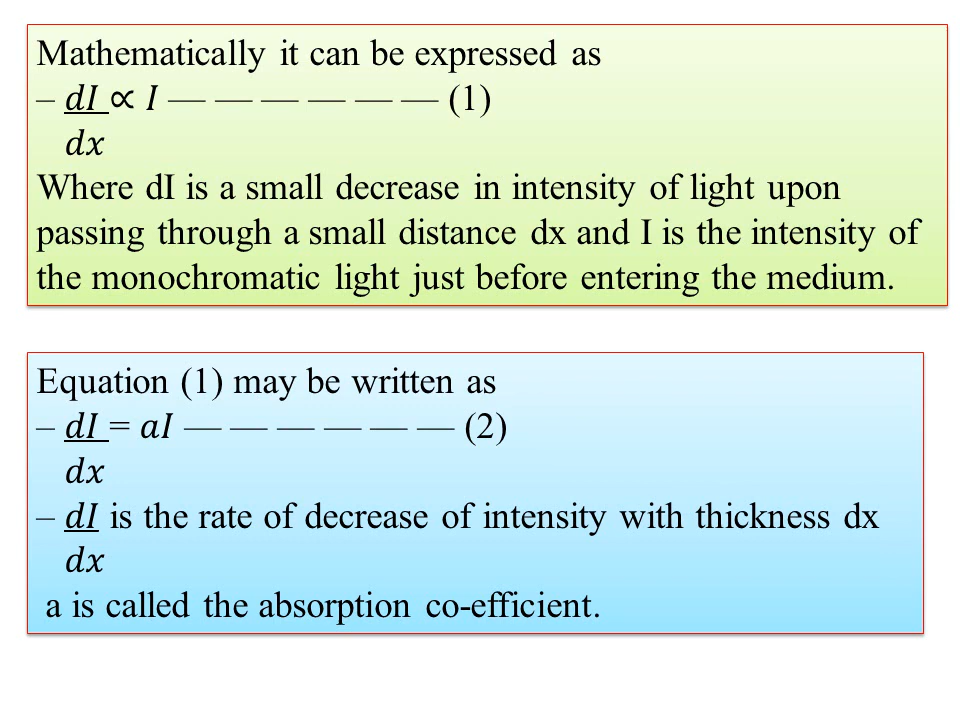 Mathematically it can be expressed as
– 𝑑𝐼 ∝ 𝐼 — — — — — — (1)
𝑑𝑥
Where dI is a small decrease in intensity of light upon
passing through a small distance dx and I is the intensity of
the monochromatic light just before entering the medium.
Equation (1) may be written as
– 𝑑𝐼 = 𝑎𝐼 — — — — — — (2)
𝑑𝑥
– 𝑑𝐼 is the rate of decrease of intensity with thickness dx
𝑑𝑥
a is called the absorption co-efficient.